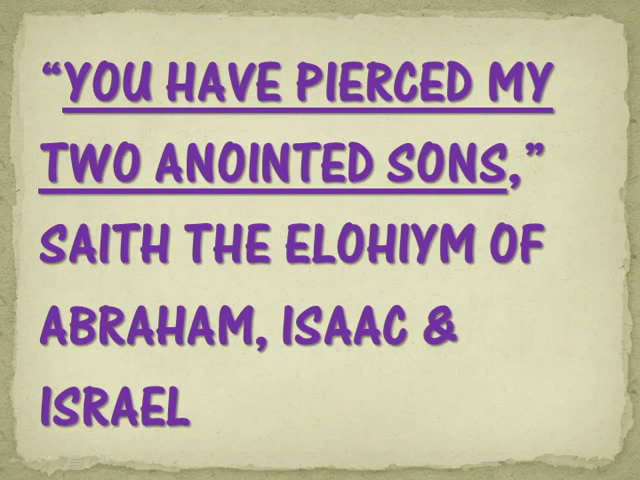 “YOU HAVE PIERCED MY
TWO ANOINTED SONS,”
SAITH THE ELOHIYM OF
ABRAHAM, ISAAC &
ISRAEL